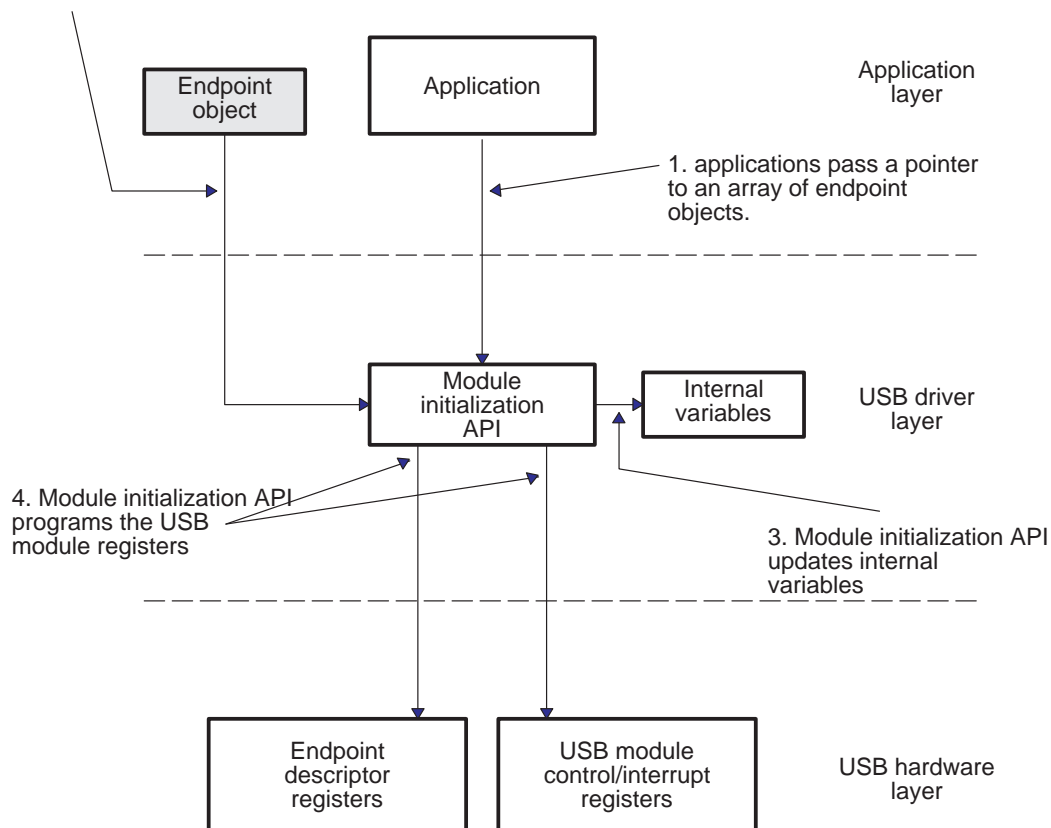 Endpoint
object
Application
Application
layer
1. applications pass a pointer
to an array of endpoint
objects.
Module
initialization
API
Internal
variables
USB driver
layer
4. Module initialization API
programs the USB
module registers
3. Module initialization API
updates internal
variables
Endpoint
descriptor
registers
USB module
control/interrupt
registers
USB hardware
layer